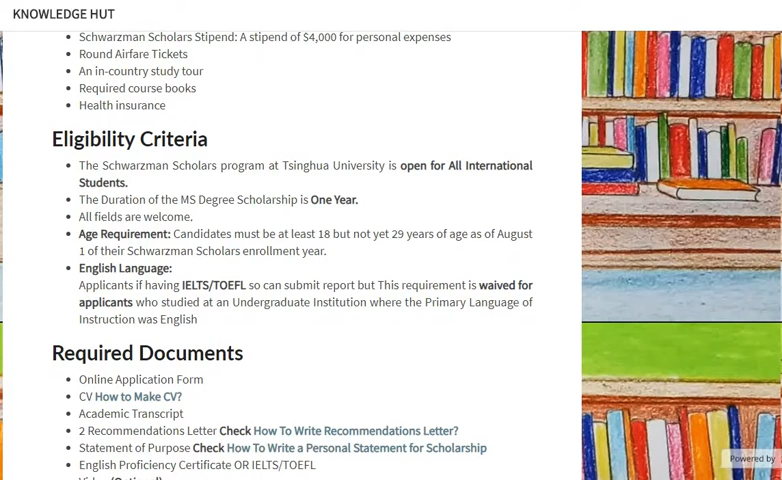 KNOWLEDGE HUT
Schwarzman Scholars Stipend: A stipend of $4,000 for personal expenses
Round Airfare Tickets
An in-country study tour
Required course books
Health insurance
Eligibility Criteria
The Schwarzman Scholars program at Tsinghua University is open for All International
Students.
The Duration of the MS Degree Scholarship is One Year.
All fields are welcome.
Age Requirement: Candidates must be at least 18 but not yet 29 years of age as of August
1 of their Schwarzman Scholars enrollment year.
English Language:
Applicants if having IELTS/TOEFL so can submit report but This requirement is waived for
applicants who studied at an Undergraduate Institution where the Primary Language of
Instruction was English
Required Documents
Online Application Form
CV How to Make CV?
Academic Transcript
2 Recommendations Letter Check How To Write Recommendations Letter?
Statement of Purpose Check How To Write a Personal Statement for Scholarship
Powered by
English Proficiency Certificate OR IELTS/TOEFL
Video (Optional)